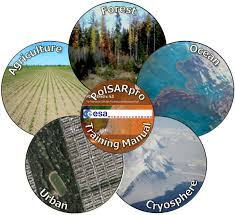 Forest
Agriculture
Ocean
PolSARpro
esa
Training Manual
Urban
Cryosphere